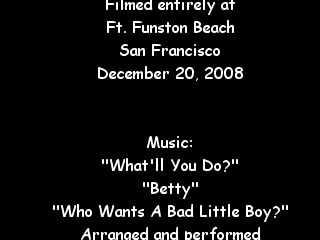 Filmed entirely at
Ft. Funston Beach
San Francisco
December 20, 2008
Music:
"What'll You Do?"
"Betty"
"Who Wants A Bad Little Boy?"
Arranged and performed